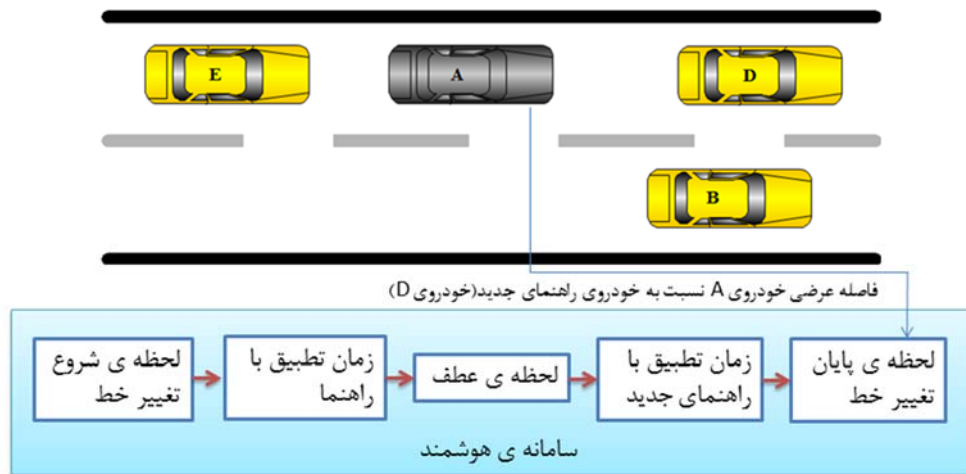 E
A
D
B
فاصله عرضی خودروی A نسبت به خودروی راهنمای جدید(خودروی D)
لحظه ی شروع
تغییر خط
زمان تطبیق با
راهنما
لحظه ی عطف
زمان تطبیق با
راهنمای جدید
لحظه ی پایان
تغییر خط
سامانه ی هوشمند